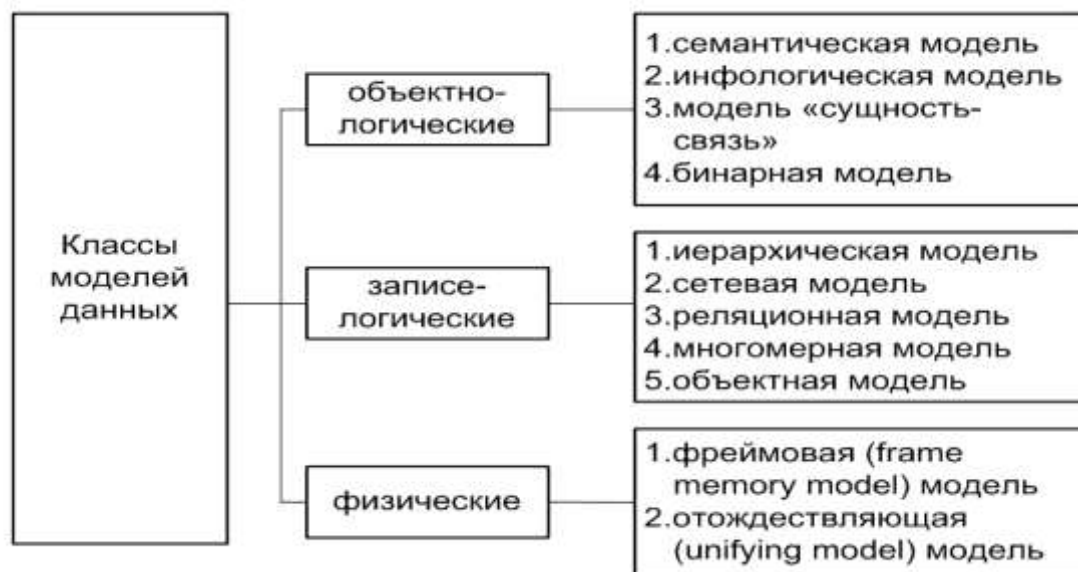 Классы
моделей
данных
объектно-
логические
1.семантическая модель
2.инфологическая модель
3.модель «сущность-
связь»
4.бинарная модель
записе-
логические
1.иерархическая модель
2.сетевая модель
3.реляционная модель
4.многомерная модель
5.объектная модель
физические
1.фреймовая (frame
memory model) модель
2.отождествляющая
(unifying model) модель